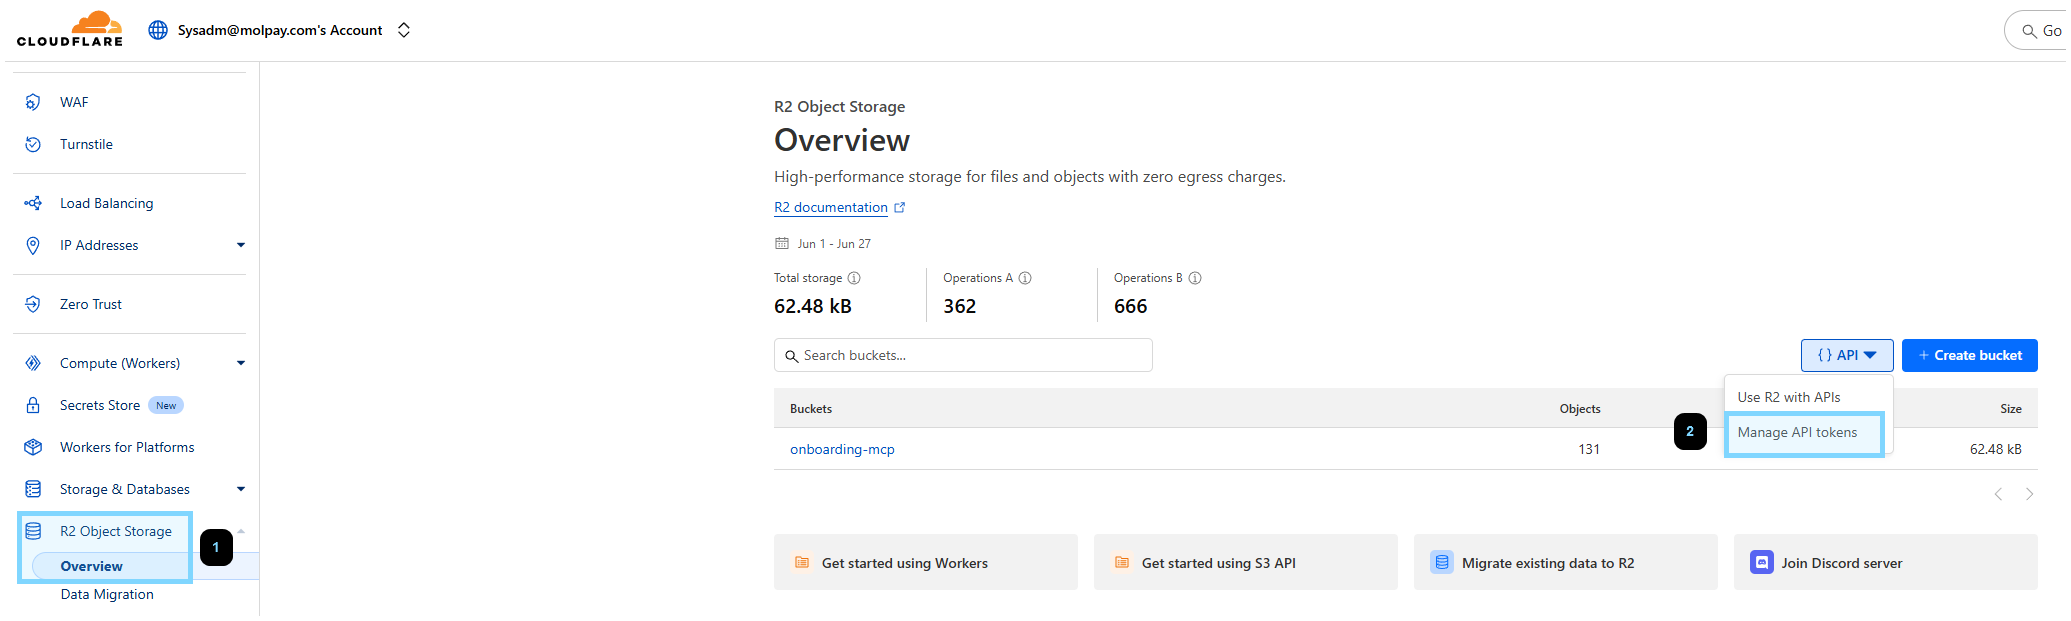 CLOUDFLARE
Sysadm@molpay.com's Account
Go
WAF
Turnstile
Load Balancing
IP Addresses
Zero Trust
Compute (Workers)
Secrets Store New
Workers for Platforms
Storage & Databases
R2 Object Storage
1
Overview
Data Migration
R2 Object Storage
Overview
High-performance storage for files and objects with zero egress charges.
R2 documentation
Jun 1 - Jun 27
Total storage
62.48 kB
Operations A
362
Operations B
666
Search buckets...
{ } API
+ Create bucket
Use R2 with APIs
2
Manage API tokens
Buckets Objects Size
onboarding-mcp 131 62.48 kB
Get started using Workers
Get started using S3 API
Migrate existing data to R2
Join Discord server